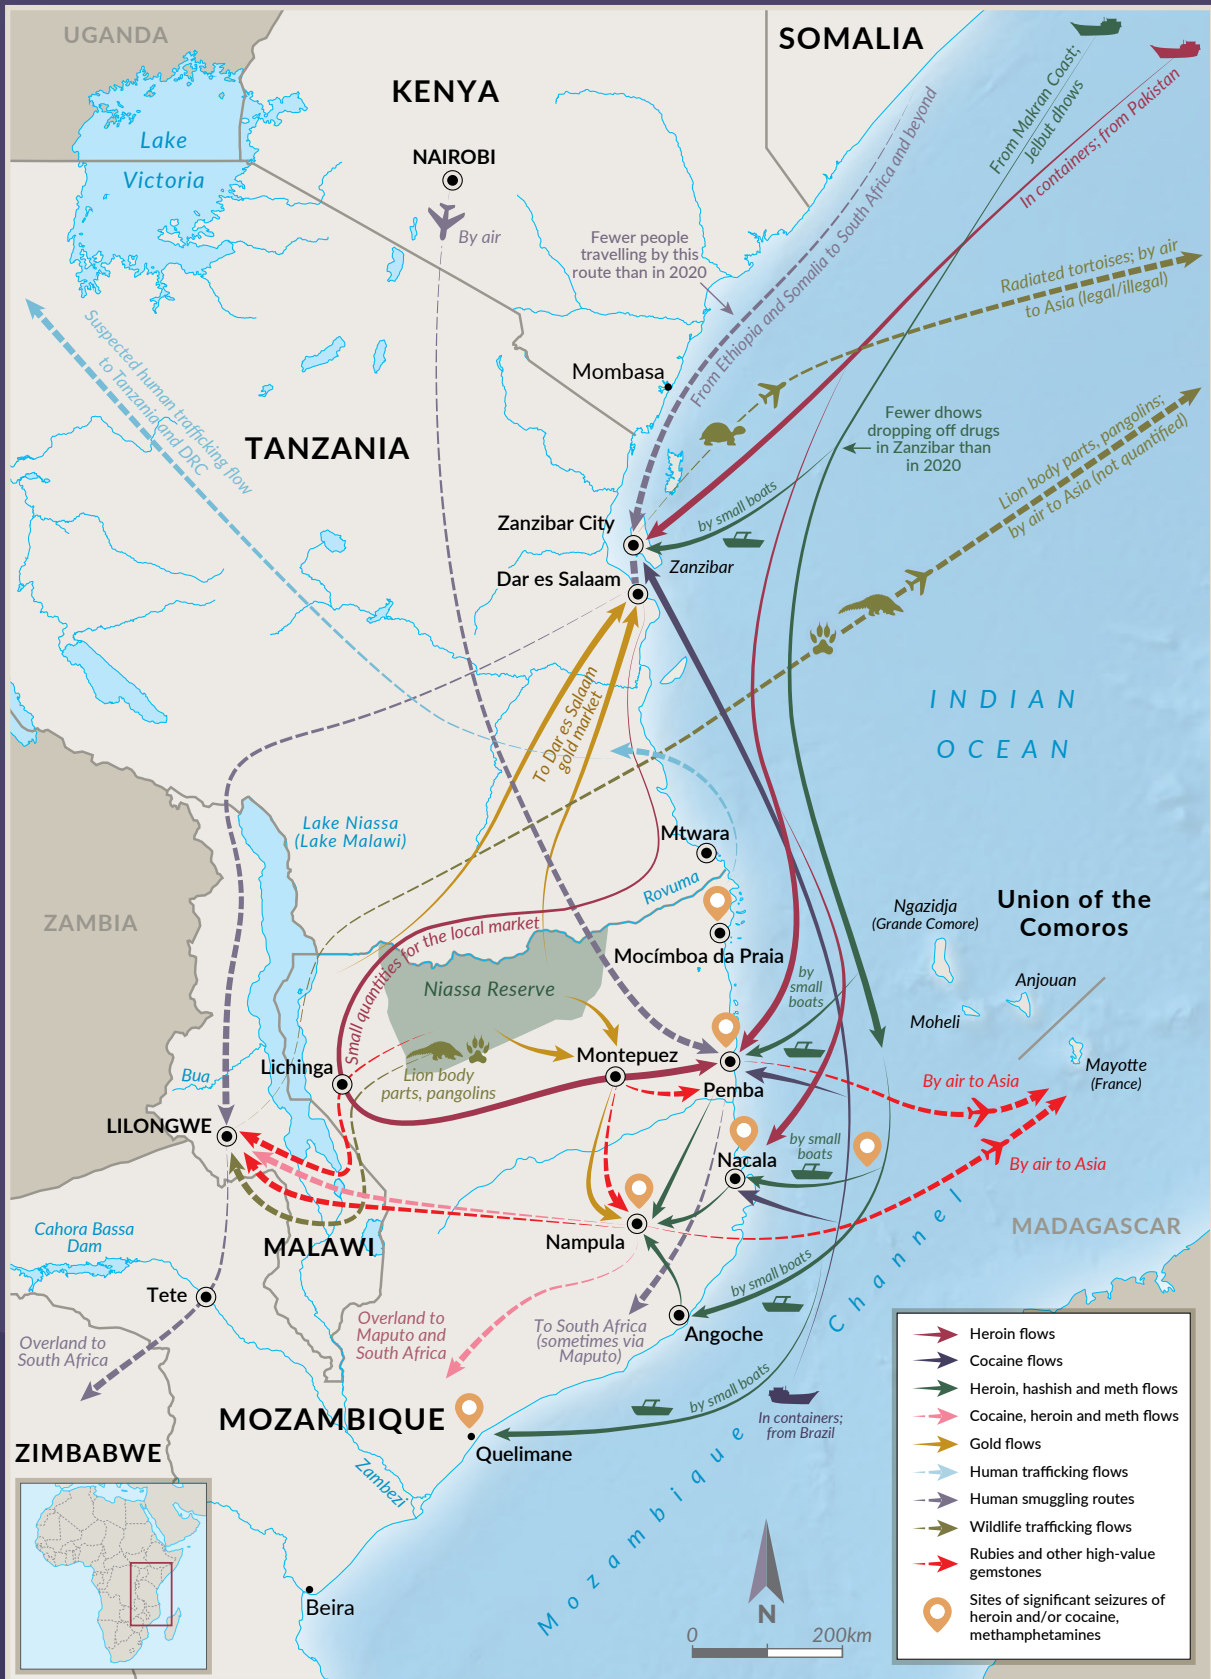 UGANDA
SOMALIA
KENYA
Lake
Victoria
NAIROBI
By air
From Makran Coast;
Jelbut dhows
In containers; from Pakistan
Fewer people
travelling by this
route than in 2020
From Ethiopia and Somalia to South Africa and beyond
Radiated tortoises; by air
to Asia (legal/illegal)
Suspected human trafficking flow
to Tanzania and DRC
Mombasa
TANZANIA
Fewer dhows
dropping off drugs
in Zanzibar than
in 2020
Lion body parts, pangolins;
by air to Asia (not quantified)
by small boats
Zanzibar City
Zanzibar
Dar es Salaam
To Dar es Salaam
gold market
INDIAN
OCEAN
Lake Niassa
(Lake Malawi)
Mtwara
Rovuma
ZAMBIA
Ngazidja
(Grande Comore)
Union of the
Comoros
Small quantities for the local market
Mocímboa da Praia
Niassa Reserve
by
small
boats
Anjouan
Moheli
Mayotte
(France)
Lichinga
Bua
Montepuez
Lion body
parts, pangolins
Pemba
By air to Asia
LILONGWE
by small
boats
Nacala
By air to Asia
Cahora Bassa
Dam
MALAWI
Nampula
MADAGASCAR
Tete
by small boats
Overland to
South Africa
Overland to
Maputo and
South Africa
To South Africa
(sometimes via
Maputo)
Angoche
by small boats
MOZAMBIQUE
In containers;
from Brazil
Quelimane
ZIMBABWE
Zambezi
Mozambique Channel
Beira
N
0 200km
Heroin flows
Cocaine flows
Heroin, hashish and meth flows
Cocaine, heroin and meth flows
Gold flows
Human trafficking flows
Human smuggling routes
Wildlife trafficking flows
Rubies and other high-value
gemstones
Sites of significant seizures of
heroin and/or cocaine,
methamphetamines